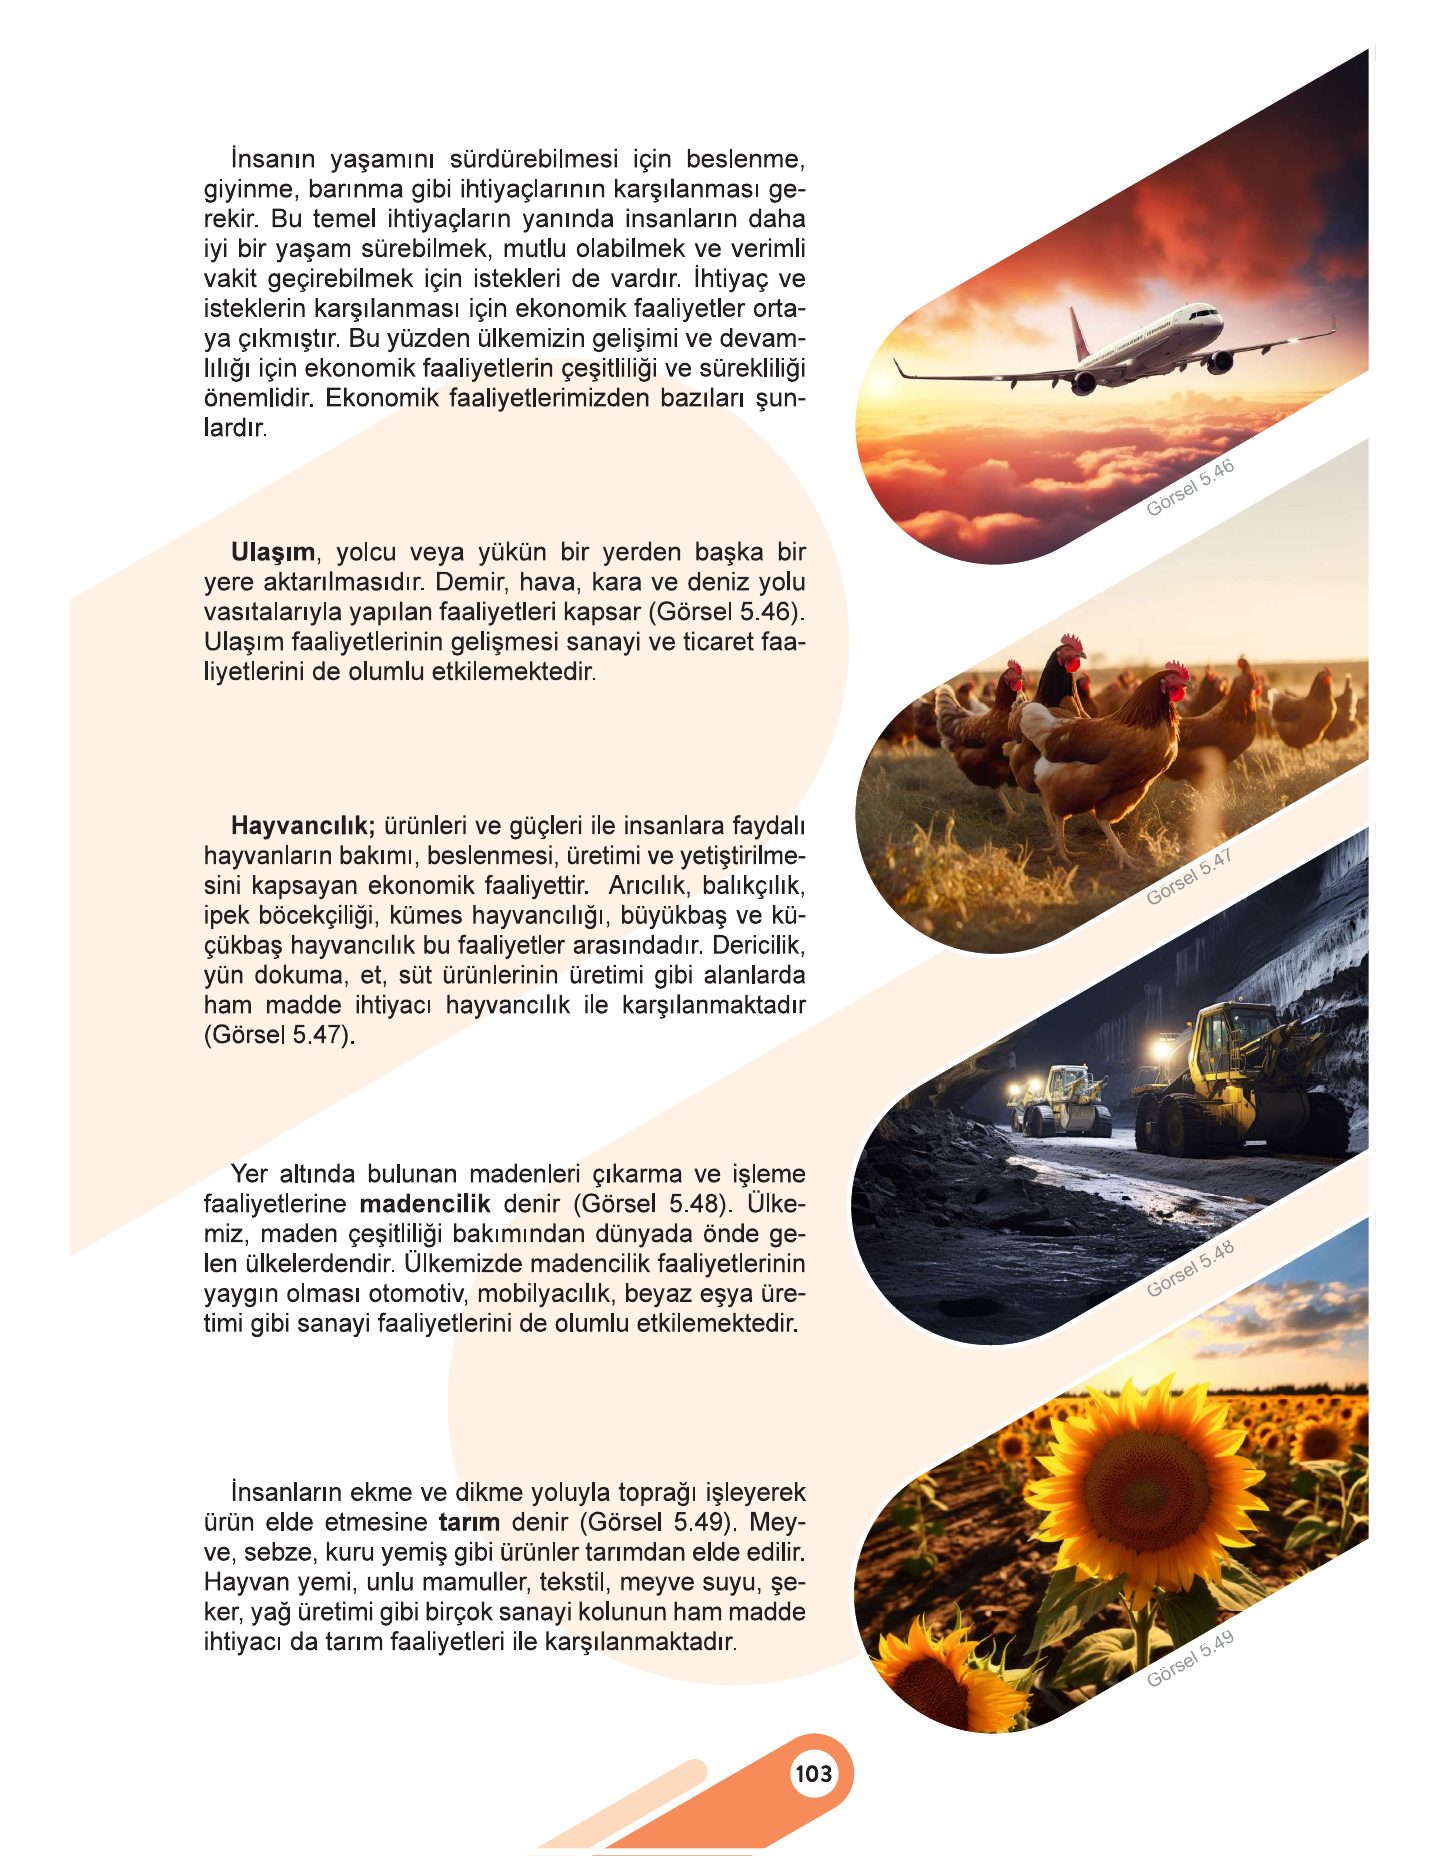 İnsanın yaşamını sürdürebilmesi için beslenme,
giyinme, barınma gibi ihtiyaçlarının karşılanması ge-
rekir. Bu temel ihtiyaçların yanında insanların daha
iyi bir yaşam sürebilmek, mutlu olabilmek ve verimli
vakit geçirebilmek için istekleri de vardır. İhtiyaç ve
isteklerin karşılanması için ekonomik faaliyetler orta-
ya çıkmıştır. Bu yüzden ülkemizin gelişimi ve devam-
lılığı için ekonomik faaliyetlerin çeşitliliği ve sürekliliği
önemlidir. Ekonomik faaliyetlerimizden bazıları şun-
lardır.
Görsel 5.46
Ulaşım, yolcu veya yükün bir yerden başka bir
yere aktarılmasıdır. Demir, hava, kara ve deniz yolu
vasıtalarıyla yapılan faaliyetleri kapsar (Görsel 5.46).
Ulaşım faaliyetlerinin gelişmesi sanayi ve ticaret faa-
liyetlerini de olumlu etkilemektedir.
Hayvancılık; ürünleri ve güçleri ile insanlara faydalı
hayvanların bakımı, beslenmesi, üretimi ve yetiştirilme-
sini kapsayan ekonomik faaliyettir. Arıcılık, balıkçılık,
ipek böcekçiliği, kümes hayvancılığı, büyükbaş ve kü-
çükbaş hayvancılık bu faaliyetler arasındadır. Dericilik,
yün dokuma, et, süt ürünlerinin üretimi gibi alanlarda
ham madde ihtiyacı hayvancılık ile karşılanmaktadır
(Görsel 5.47).
Görsel 5.47
Yer altında bulunan madenleri çıkarma ve işleme
faaliyetlerine madencilik denir (Görsel 5.48). Ülke-
miz, maden çeşitliliği bakımından dünyada önde ge-
len ülkelerdendir. Ülkemizde madencilik faaliyetlerinin
yaygın olması otomotiv, mobilyacılık, beyaz eşya üre-
timi gibi sanayi faaliyetlerini de olumlu etkilemektedir.
Görsel 5.48
İnsanların ekme ve dikme yoluyla toprağı işleyerek
ürün elde etmesine tarım denir (Görsel 5.49). Mey-
ve, sebze, kuru yemiş gibi ürünler tarımdan elde edilir.
Hayvan yemi, unlu mamuller, tekstil, meyve suyu, şe-
ker, yağ üretimi gibi birçok sanayi kolunun ham madde
ihtiyacı da tarım faaliyetleri ile karşılanmaktadır.
Görsel 5.49
103